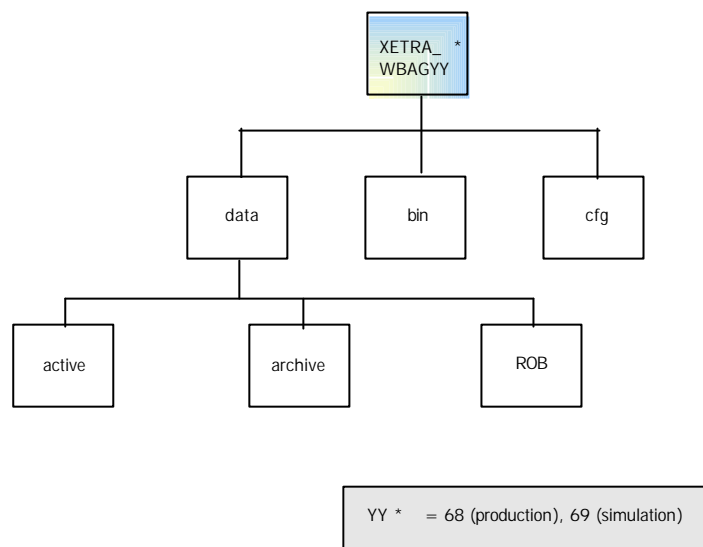 XETRA_ *
WBAGYY
data
bin
cfg
active
archive
ROB
YY * = 68 (production), 69 (simulation)